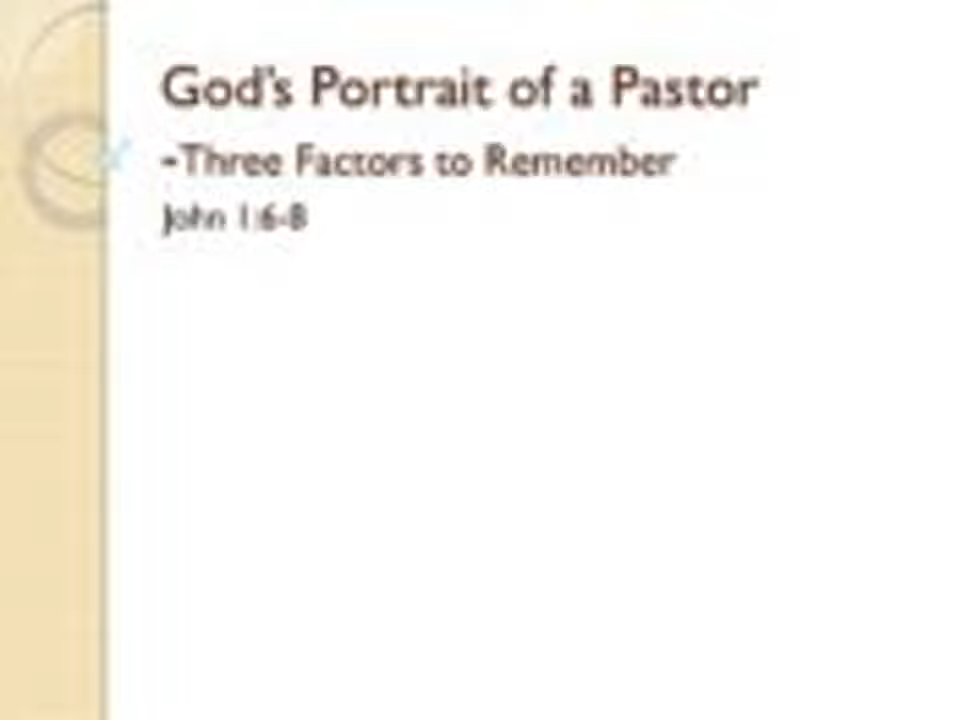 God's Portrait of a Pastor
-Three Factors to Remember
John 1:6-8